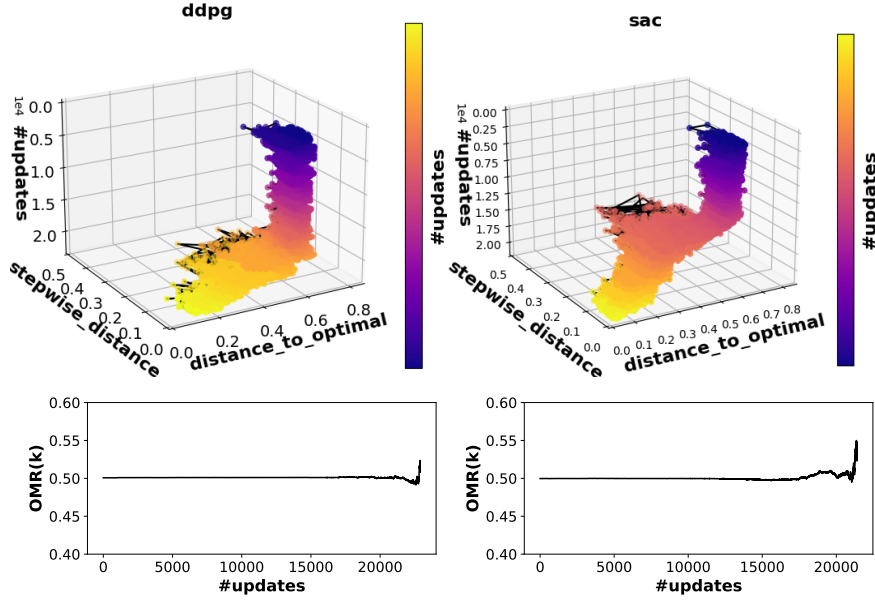 ddpg
0.0
0.5
1.0
1.5
2.0
1e4
#updates
0.5
0.4
0.3
0.2
0.1
0.0
stepwise_distance
0.0
0.2
0.4
0.6
0.8
distance_to_optimal
#updates
sac
0.00
0.25
0.50
0.75
1.00
1.25
1.50
1.75
2.00
1e4
#updates
0.5
0.4
0.3
0.2
0.1
0.0
stepwise_distance
0.0 0.1 0.2 0.3 0.4 0.5 0.6 0.7 0.8
distance_to_optimal
#updates
0.60
0.55
0.50
0.45
0.40
OMR(k)
0 5000 10000 15000 20000
#updates
0.60
0.55
0.50
0.45
0.40
OMR(k)
0 5000 10000 15000 20000
#updates